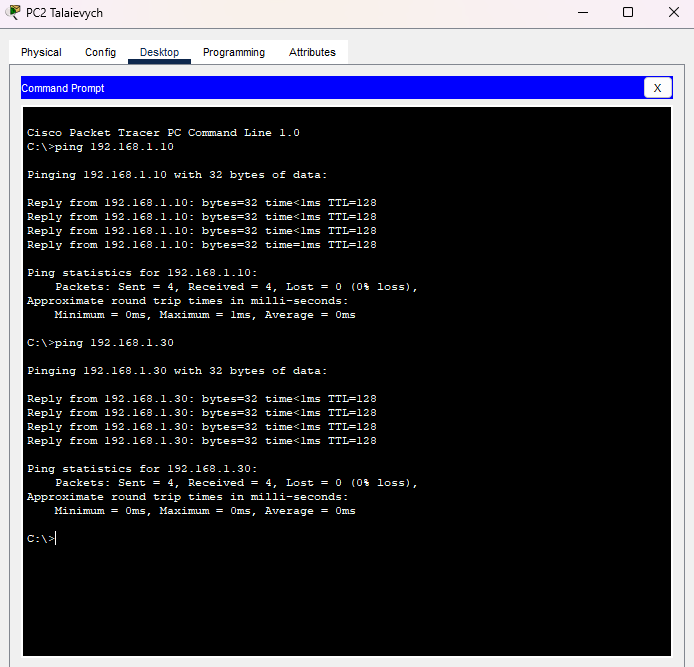 PC2 Talaievych
Physical Config Desktop Programming Attributes
Command Prompt X
Cisco Packet Tracer PC Command Line 1.0
C:\>ping 192.168.1.10
Pinging 192.168.1.10 with 32 bytes of data:
Reply from 192.168.1.10: bytes=32 time<1ms TTL=128
Reply from 192.168.1.10: bytes=32 time<1ms TTL=128
Reply from 192.168.1.10: bytes=32 time<1ms TTL=128
Reply from 192.168.1.10: bytes=32 time=1ms TTL=128
Ping statistics for 192.168.1.10:
    Packets: Sent = 4, Received = 4, Lost = 0 (0% loss),
Approximate round trip times in milli-seconds:
    Minimum = 0ms, Maximum = 1ms, Average = 0ms
C:\>ping 192.168.1.30
Pinging 192.168.1.30 with 32 bytes of data:
Reply from 192.168.1.30: bytes=32 time<1ms TTL=128
Reply from 192.168.1.30: bytes=32 time<1ms TTL=128
Reply from 192.168.1.30: bytes=32 time<1ms TTL=128
Reply from 192.168.1.30: bytes=32 time<1ms TTL=128
Ping statistics for 192.168.1.30:
    Packets: Sent = 4, Received = 4, Lost = 0 (0% loss),
Approximate round trip times in milli-seconds:
    Minimum = 0ms, Maximum = 0ms, Average = 0ms
C:\>